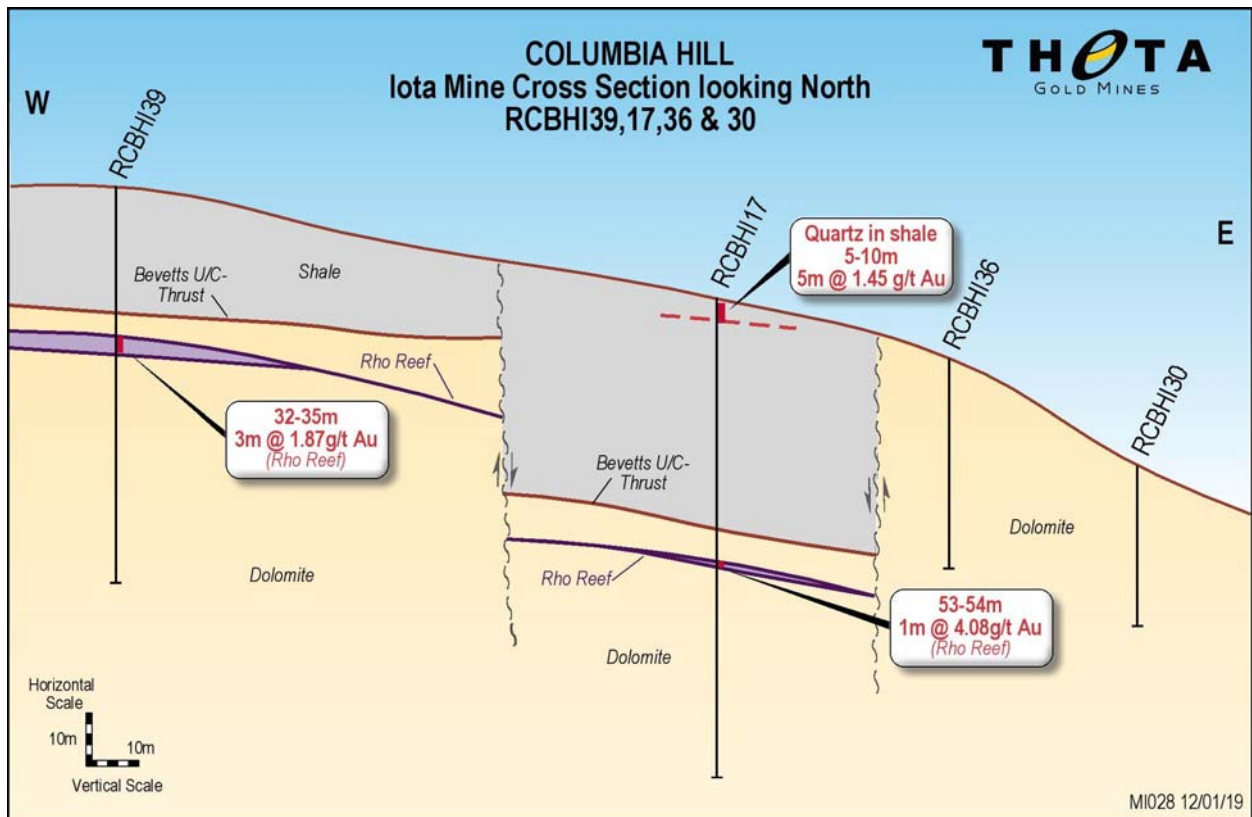 COLUMBIA HILL
Iota Mine Cross Section looking North
RCBHI39,17,36 & 30
THETA
GOLD MINES
W
E
RCBHI39
RCBHI17
RCBHI36
RCBHI30
Quartz in shale
5-10m
5m @ 1.45 g/t Au
Bevetts U/C-
Thrust
Shale
Rho Reef
32-35m
3m @ 1.87g/t Au
(Rho Reef)
Bevetts U/C-
Thrust
Dolomite
Dolomite
Rho Reef
53-54m
1m @ 4.08g/t Au
(Rho Reef)
Dolomite
Horizontal
Scale
10m
10m
Vertical Scale
MI028 12/01/19